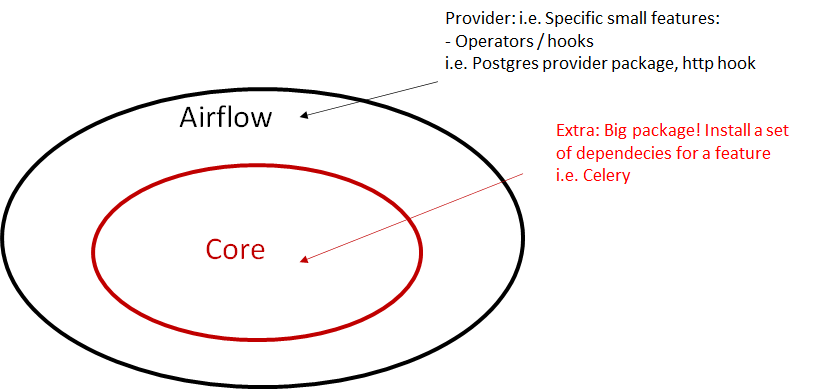 Provider: i.e. Specific small features:
- Operators / hooks
i.e. Postgres provider package, http hook
Airflow
Extra: Big package! Install a set
of dependecies for a feature
i.e. Celery
Core